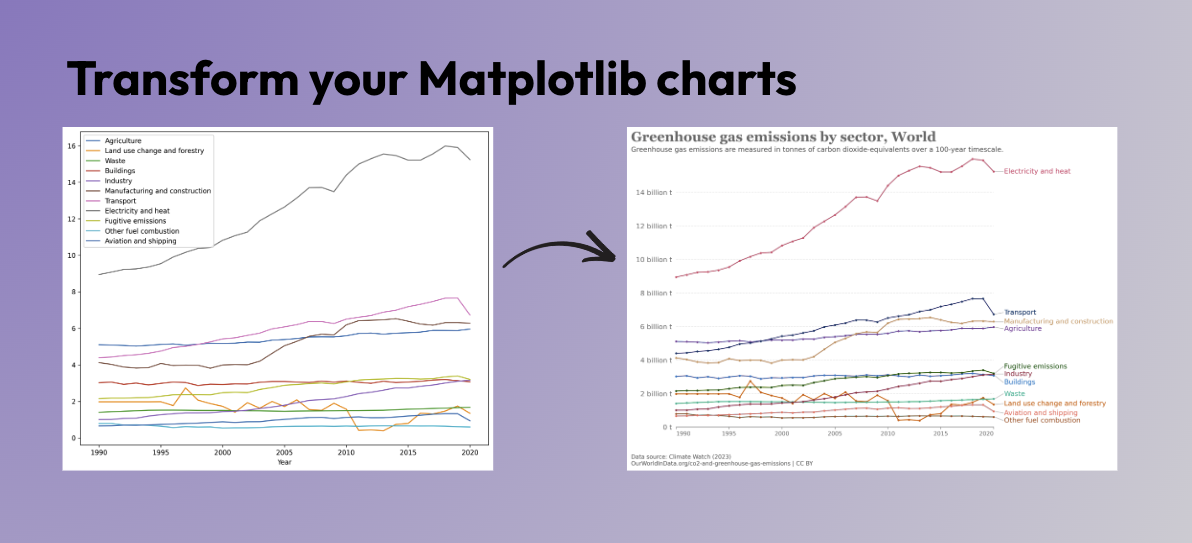 Transform your Matplotlib charts
Agriculture
Land use change and forestry
Waste
Buildings
Industry
Manufacturing and construction
Transport
Electricity and heat
Fugitive emissions
Other fuel combustion
Aviation and shipping
16
14
12
10
8
6
4
2
0
1990 1995 2000 2005 2010 2015 2020
Year
Greenhouse gas emissions by sector, World
Greenhouse gas emissions are measured in tonnes of carbon dioxide-equivalents over a 100-year timescale.
Electricity and heat
14 billion t
12 billion t
10 billion t
8 billion t
6 billion t
4 billion t
2 billion t
0 t
Transport
Manufacturing and construction
Agriculture
Fugitive emissions
Industry
Buildings
Waste
Land use change and forestry
Aviation and shipping
Other fuel combustion
1990 1995 2000 2005 2010 2015 2020
Data source: Climate Watch (2023)
OurWorldinData.org/co2-and-greenhouse-gas-emissions | CC BY